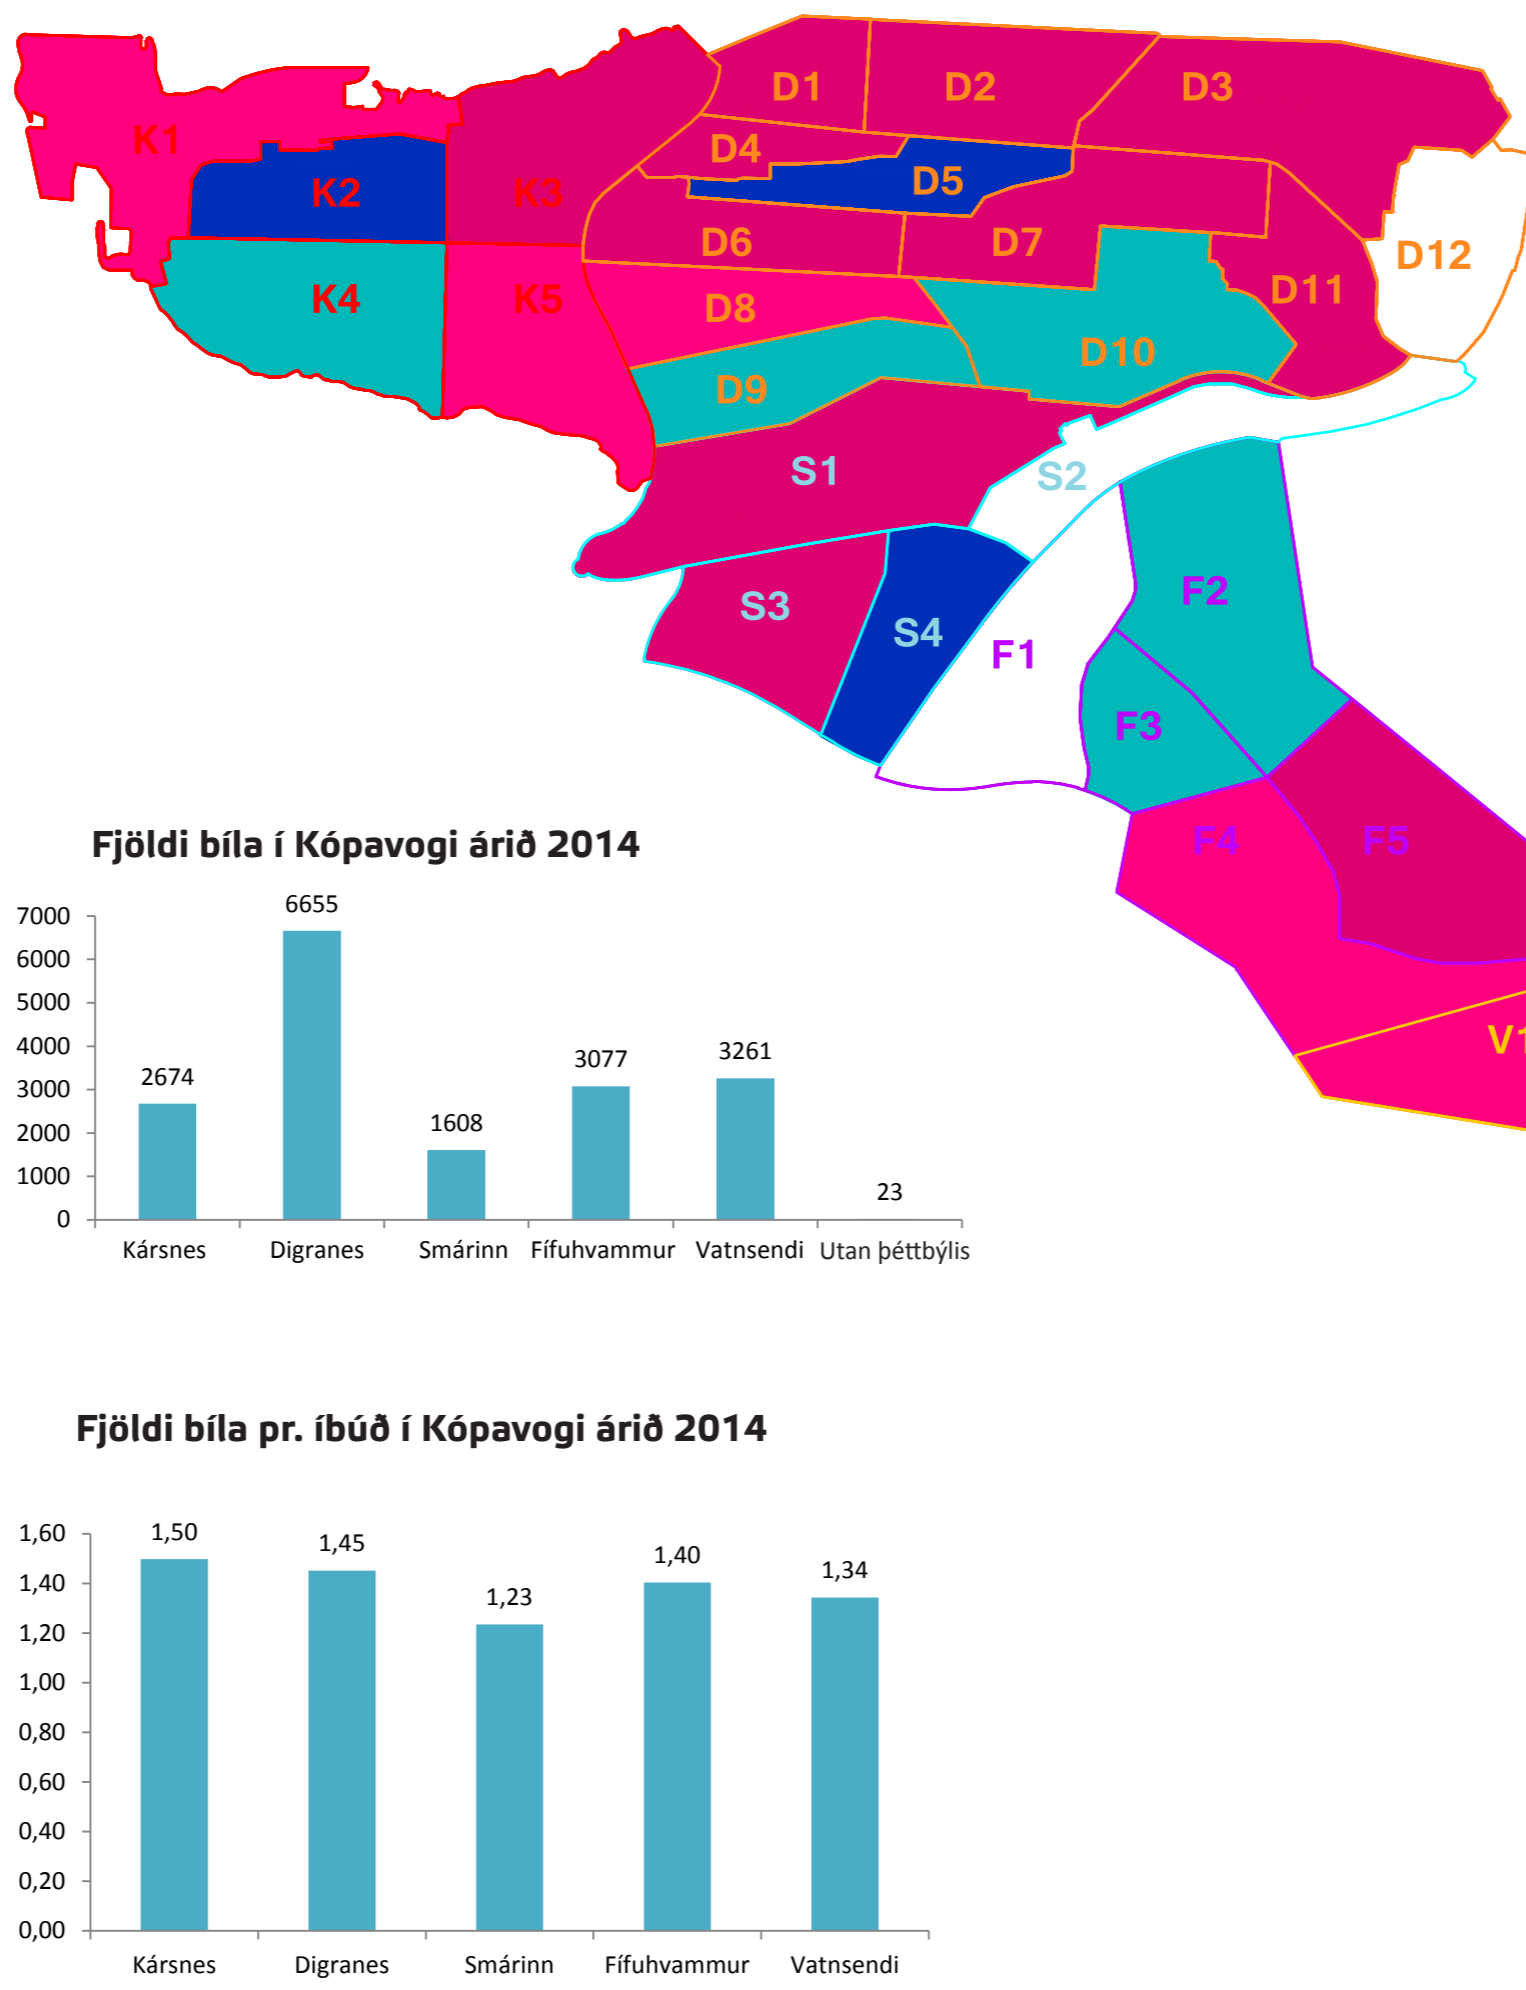 D1
D2
D3
K1
D4
D5
K2
K3
D6
D7
D12
K4
K5
D8
D11
D10
D9
S1
S2
F2
S3
S4
F1
F3
F4
F5
V1
Fjöldi bíla í Kópavogi árið 2014
7000
6000
5000
4000
3000
2000
1000
0
2674
6655
1608
3077
3261
23
Kársnes
Digranes
Smárinn
Fífuhvammur
Vatnsendi
Utan þéttbýlis
Fjöldi bíla pr. íbúð í Kópavogi árið 2014
1,60
1,40
1,20
1,00
0,80
0,60
0,40
0,20
0,00
1,50
1,45
1,23
1,40
1,34
Kársnes
Digranes
Smárinn
Fífuhvammur
Vatnsendi